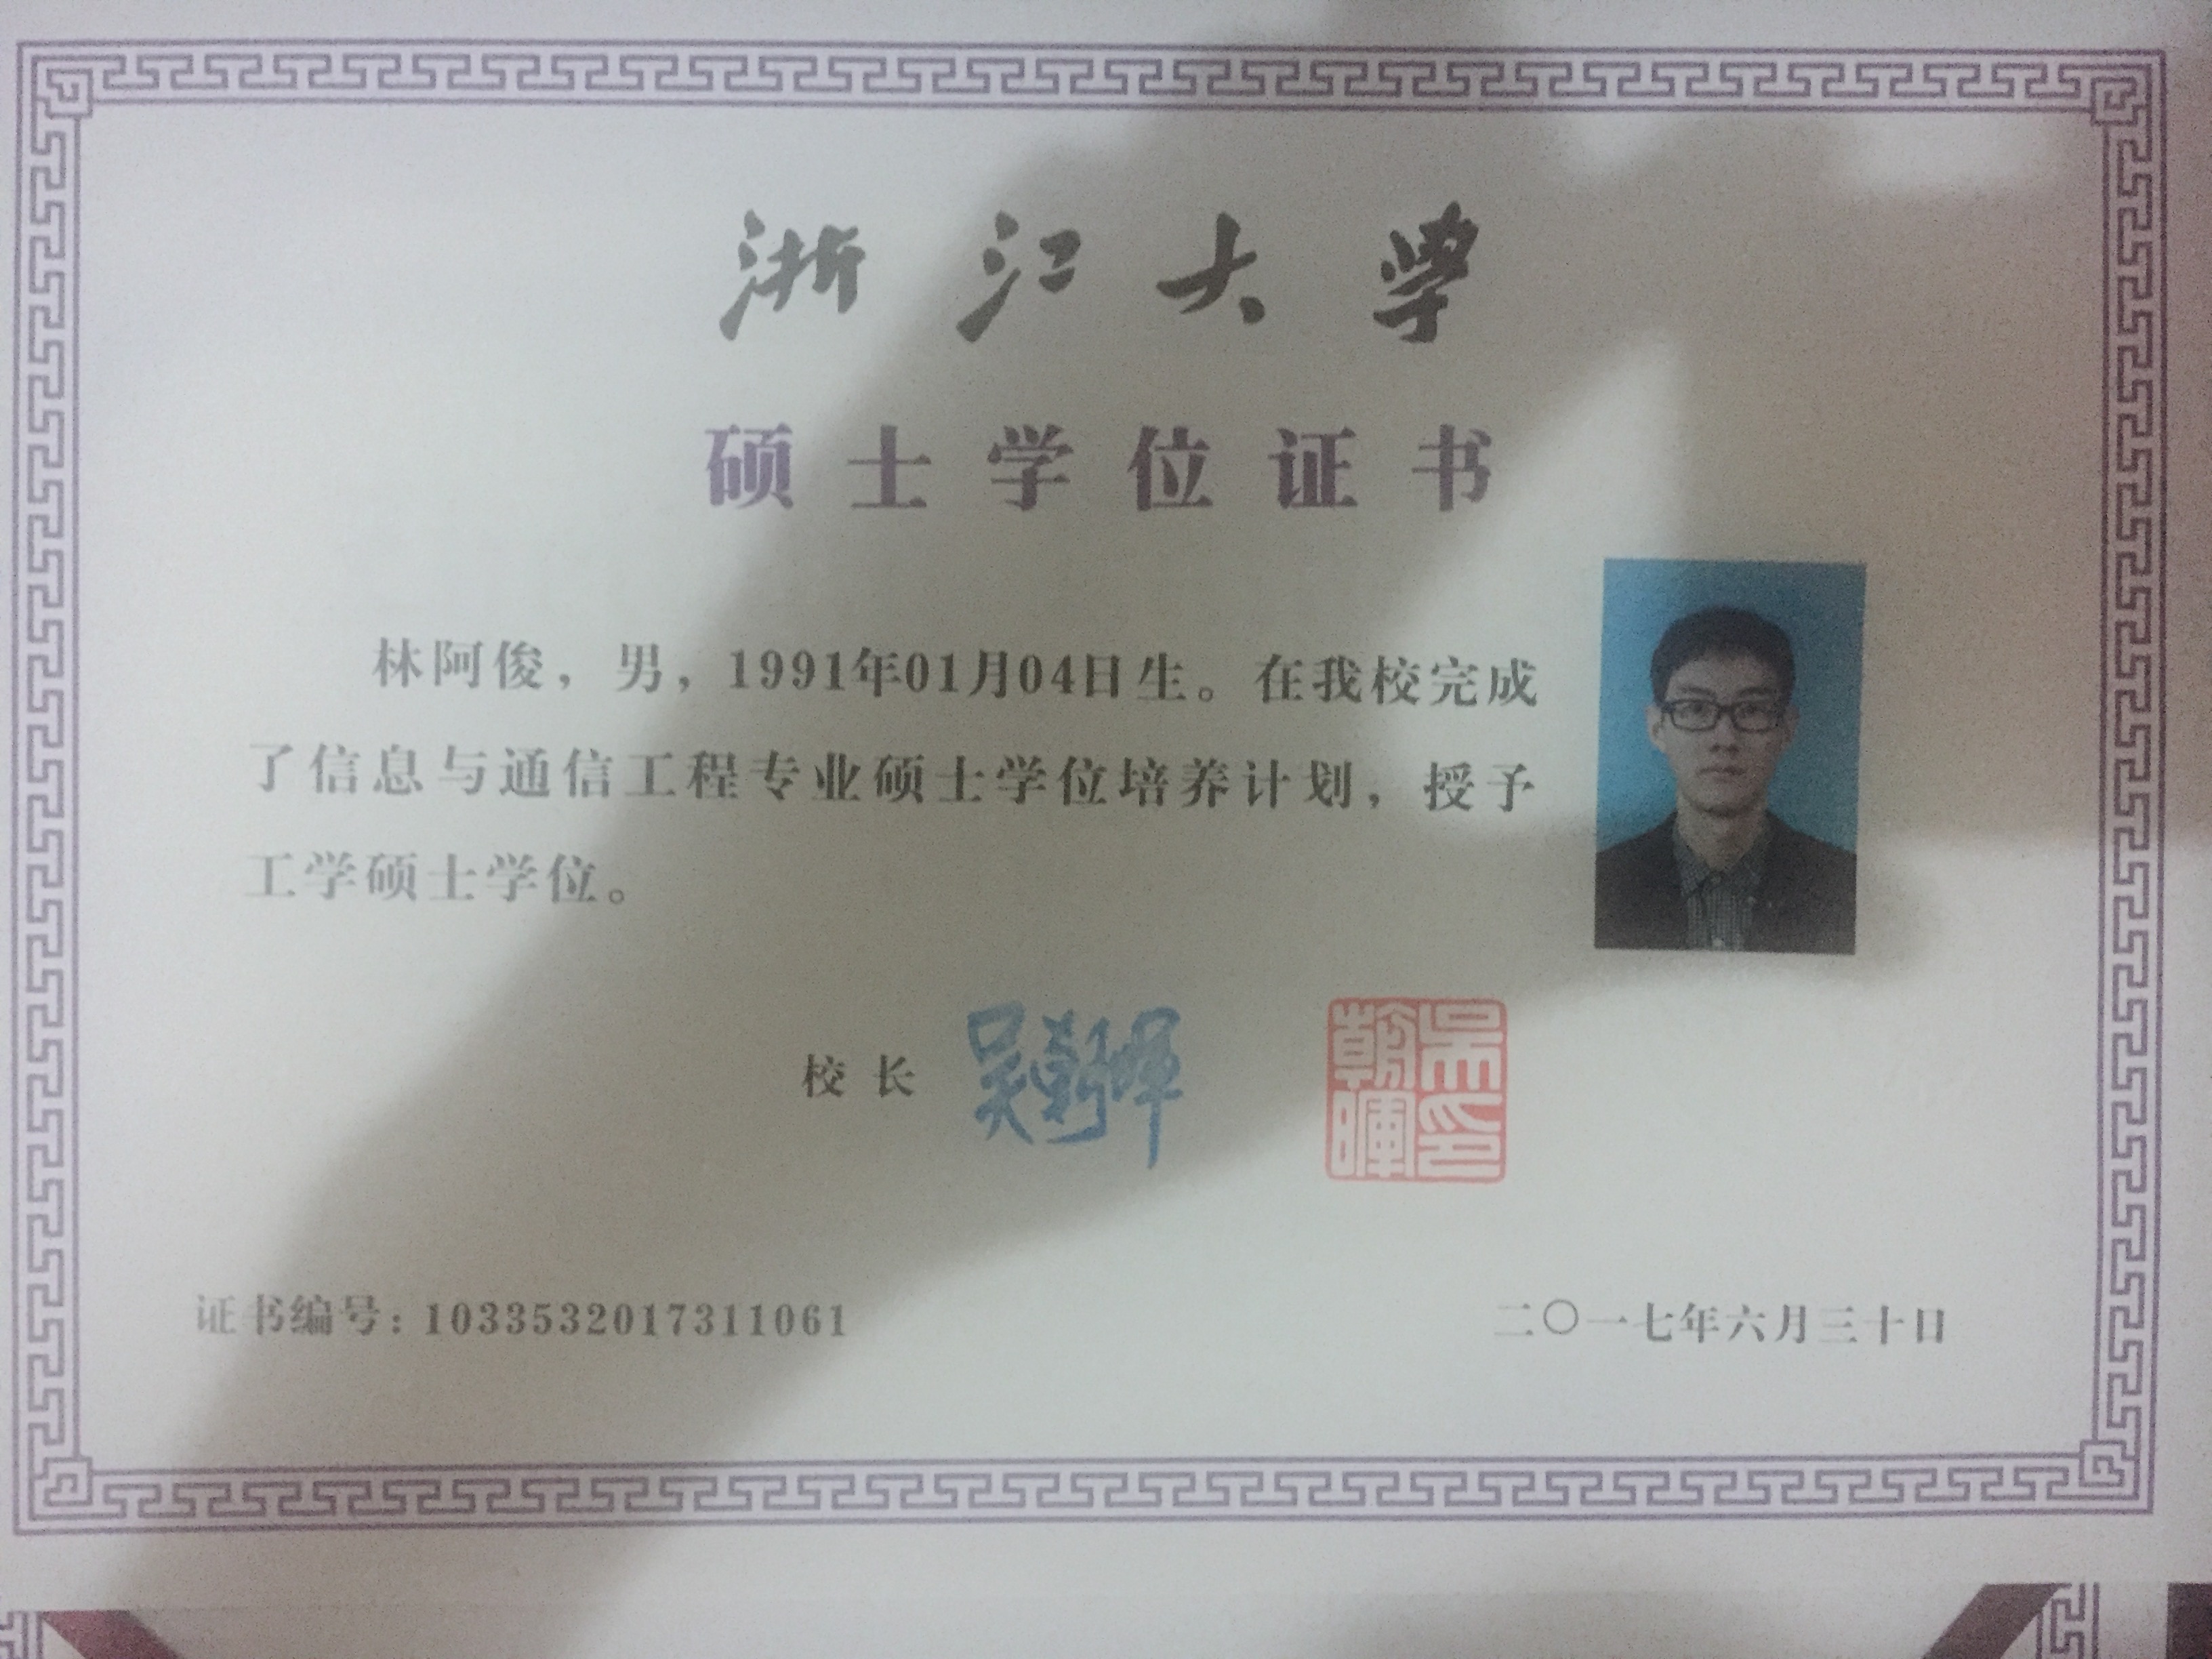 浙江大学
硕士学位证书
林阿俊，男，1991年01月04日生。在我校完成
了信息与通信工程专业硕士学位培养计划，授予
工学硕士学位。
校长 吴朝晖
吴朝晖印
证书编号：1033532017311061
二〇一七年六月三十日